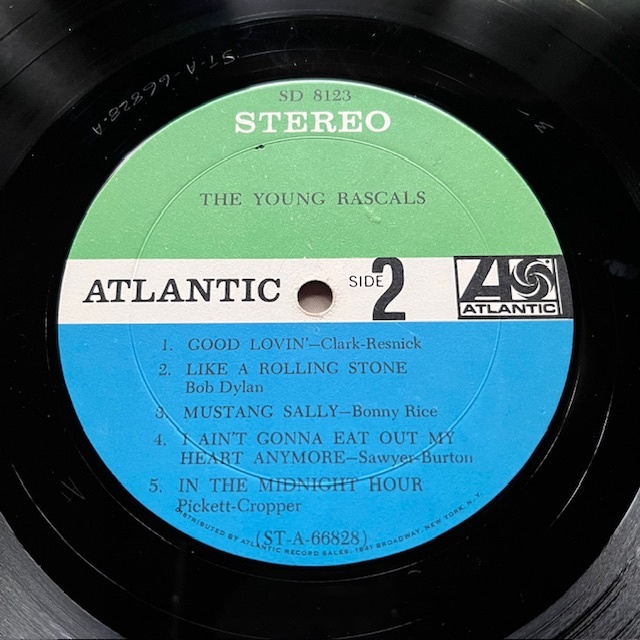 ST-A-66828-A
SD 8123
STEREO
THE YOUNG RASCALS
ATLANTIC
SIDE 2
ATLANTIC
1. GOOD LOVIN'—Clark-Resnick
2. LIKE A ROLLING STONE
Bob Dylan
3. MUSTANG SALLY—Bonny Rice
4. I AIN'T GONNA EAT OUT MY
HEART ANYMORE—Sawyer-Burton
5. IN THE MIDNIGHT HOUR
Pickett-Cropper
(ST-A-66828)
DISTRIBUTED BY ATLANTIC RECORD SALES, 1841 BROADWAY, NEW YORK, N.Y.